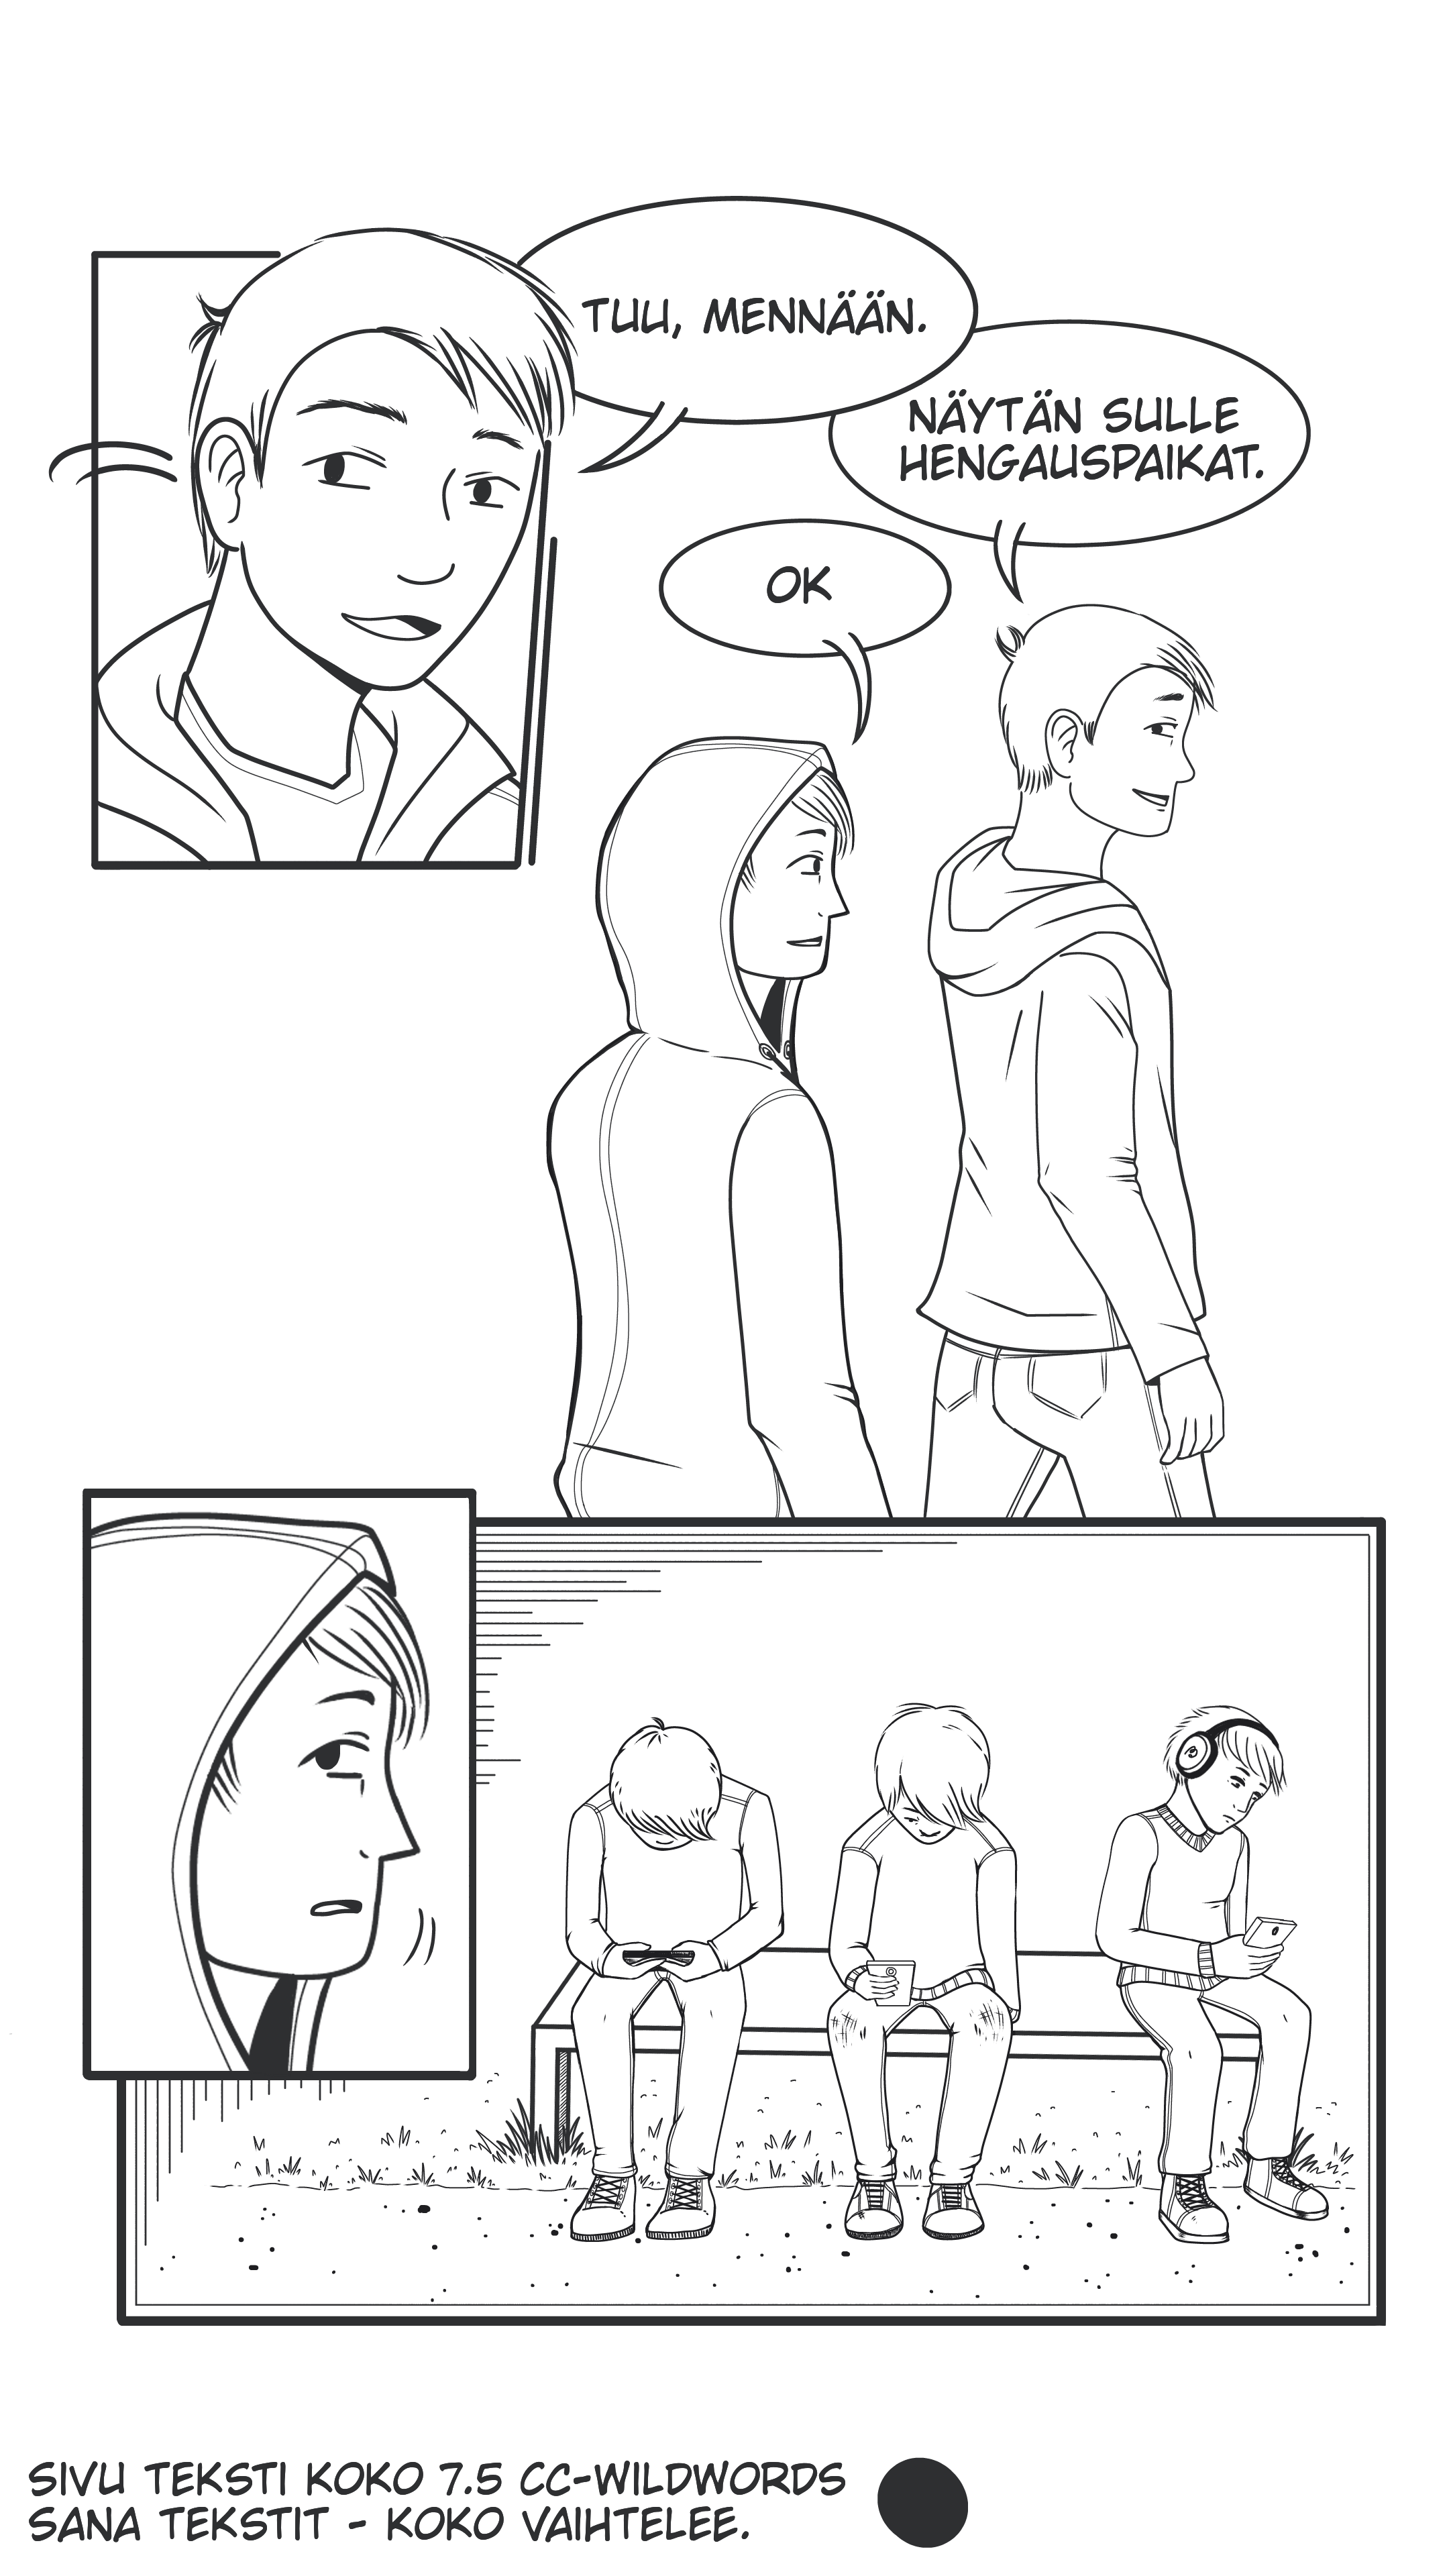 TUU, MENNÄÄN.
NÄYTÄN SULLE
HENGAUSPAIKAT.
OK
SIVU TEKSTI KOKO 7.5 CC-WILDWORDS
SANA TEKSTIT - KOKO VAIHTELEE.